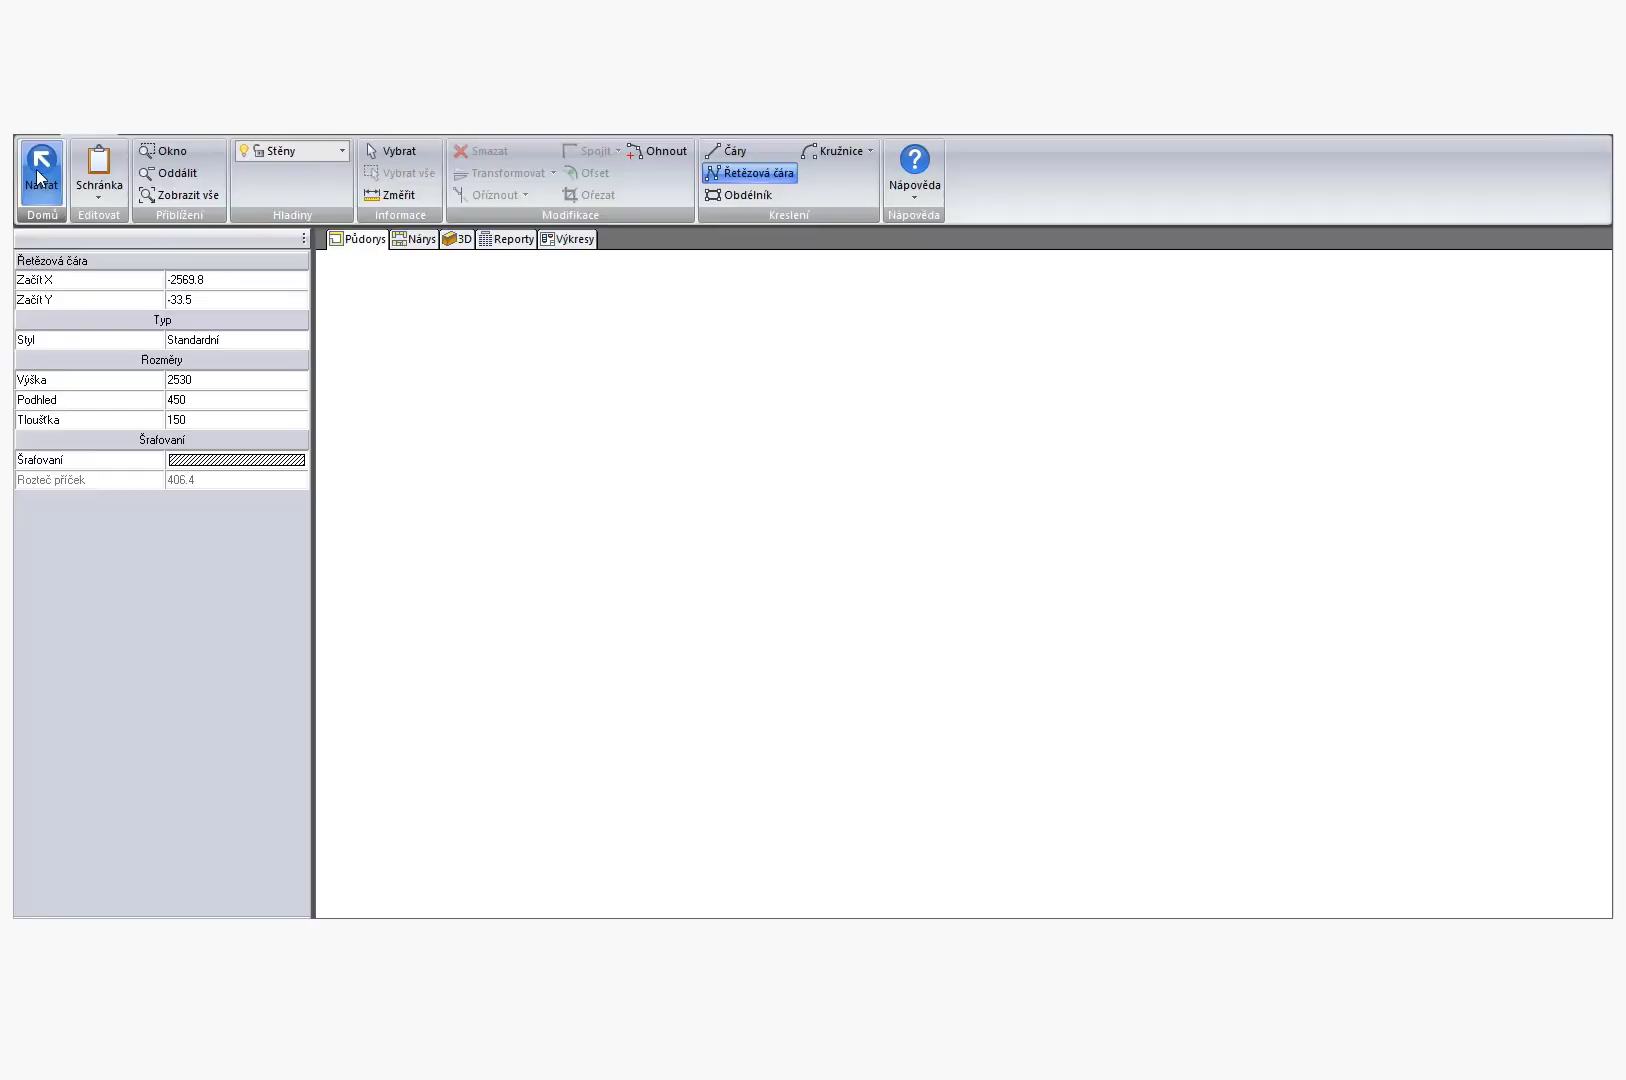 Návrat
Domů
Schránka
Editovat
Okno
Oddálit
Zobrazit vše
Přiblížení
Stěny
Hladiny
Vybrat
Vybrat vše
Změřit
Informace
Smazat
Transformovat
Oříznout
Spojit
Ofset
Ořezat
Ohnout
Modifikace
Čáry
Řetězová čára
Obdélník
Kružnice
Kreslení
Nápověda
Nápověda
Půdorys Nárys 3D Reporty Výkresy
Řetězová čára
Začít X -2569.8
Začít Y -33.5
Typ
Styl Standardní
Rozměry
Výška 2530
Podhled 450
Tloušťka 150
Šrafovaní
Šrafovaní
Rozteč příček 406.4